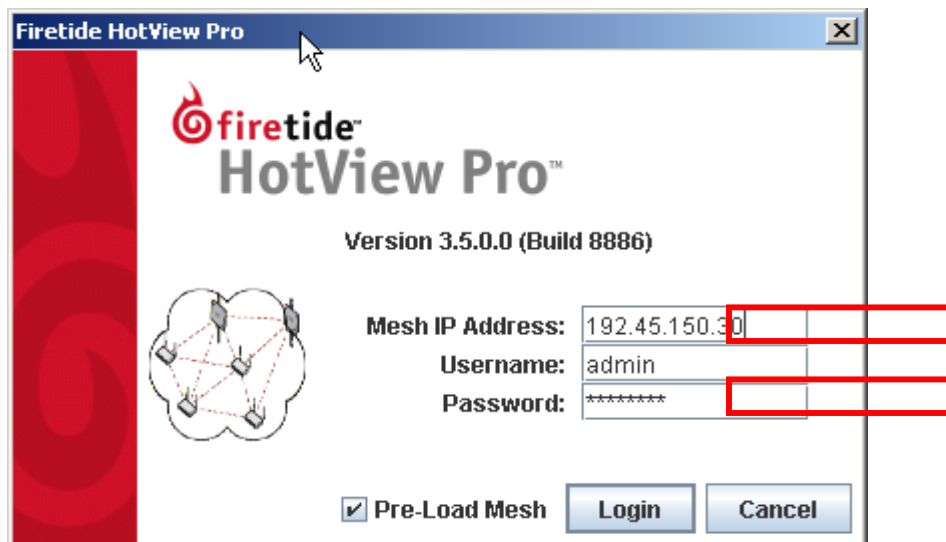 Firetide HotView Pro
firetide™
HotView Pro™
Version 3.5.0.0 (Build 8886)
Mesh IP Address: 192.45.150.30
Username: admin
Password: ********
Pre-Load Mesh Login Cancel